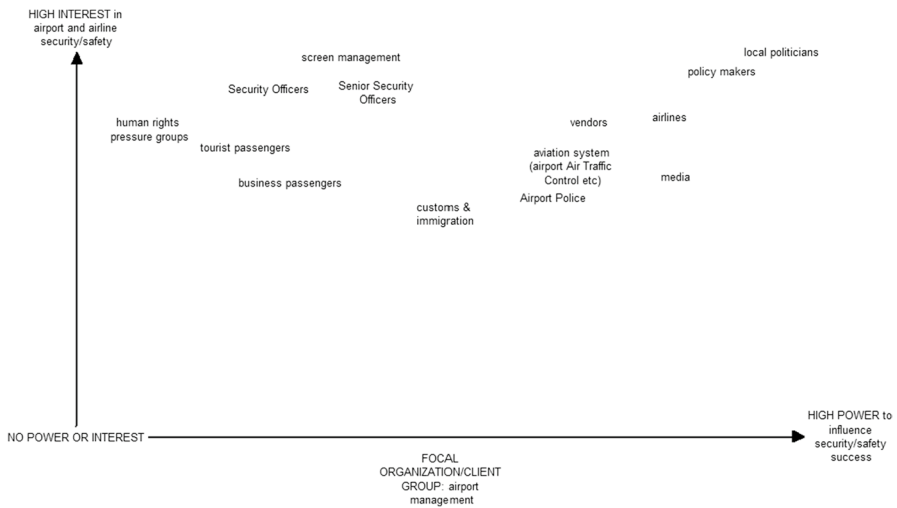 HIGH INTEREST in
airport and airline
security/safety
screen management
local politicians
policy makers
Security Officers
Senior Security
Officers
human rights
pressure groups
vendors
airlines
tourist passengers
aviation system
(airport Air Traffic
Control etc)
business passengers
media
Airport Police
customs &
immigration
NO POWER OR INTEREST
HIGH POWER to
influence
security/safety
success
FOCAL
ORGANIZATION/CLIENT
GROUP: airport
management